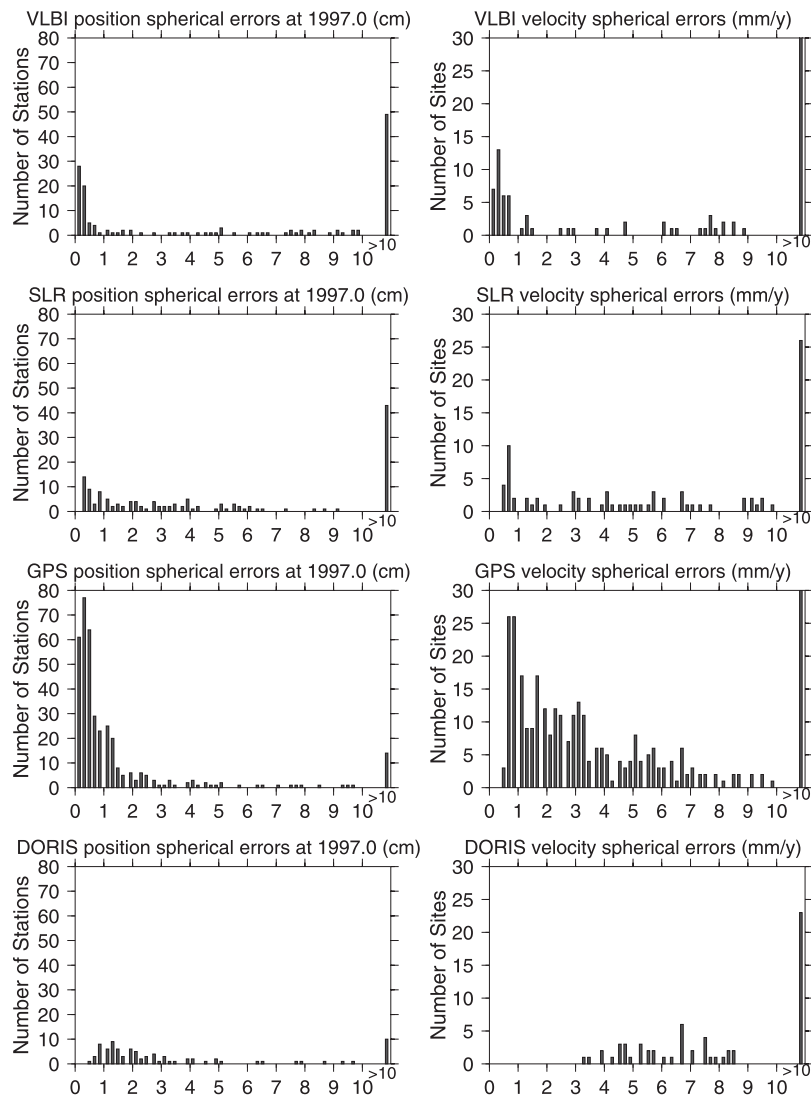 VLBI position spherical errors at 1997.0 (cm)
Number of Stations
80
70
60
50
40
30
20
10
0
0 1 2 3 4 5 6 7 8 9 10 >10
VLBI velocity spherical errors (mm/y)
Number of Sites
30
25
20
15
10
5
0
0 1 2 3 4 5 6 7 8 9 10 >10
SLR position spherical errors at 1997.0 (cm)
Number of Stations
80
70
60
50
40
30
20
10
0
0 1 2 3 4 5 6 7 8 9 10 >10
SLR velocity spherical errors (mm/y)
Number of Sites
30
25
20
15
10
5
0
0 1 2 3 4 5 6 7 8 9 10 >10
GPS position spherical errors at 1997.0 (cm)
Number of Stations
80
70
60
50
40
30
20
10
0
0 1 2 3 4 5 6 7 8 9 10 >10
GPS velocity spherical errors (mm/y)
Number of Sites
30
25
20
15
10
5
0
0 1 2 3 4 5 6 7 8 9 10 >10
DORIS position spherical errors at 1997.0 (cm)
Number of Stations
80
70
60
50
40
30
20
10
0
0 1 2 3 4 5 6 7 8 9 10 >10
DORIS velocity spherical errors (mm/y)
Number of Sites
30
25
20
15
10
5
0
0 1 2 3 4 5 6 7 8 9 10 >10